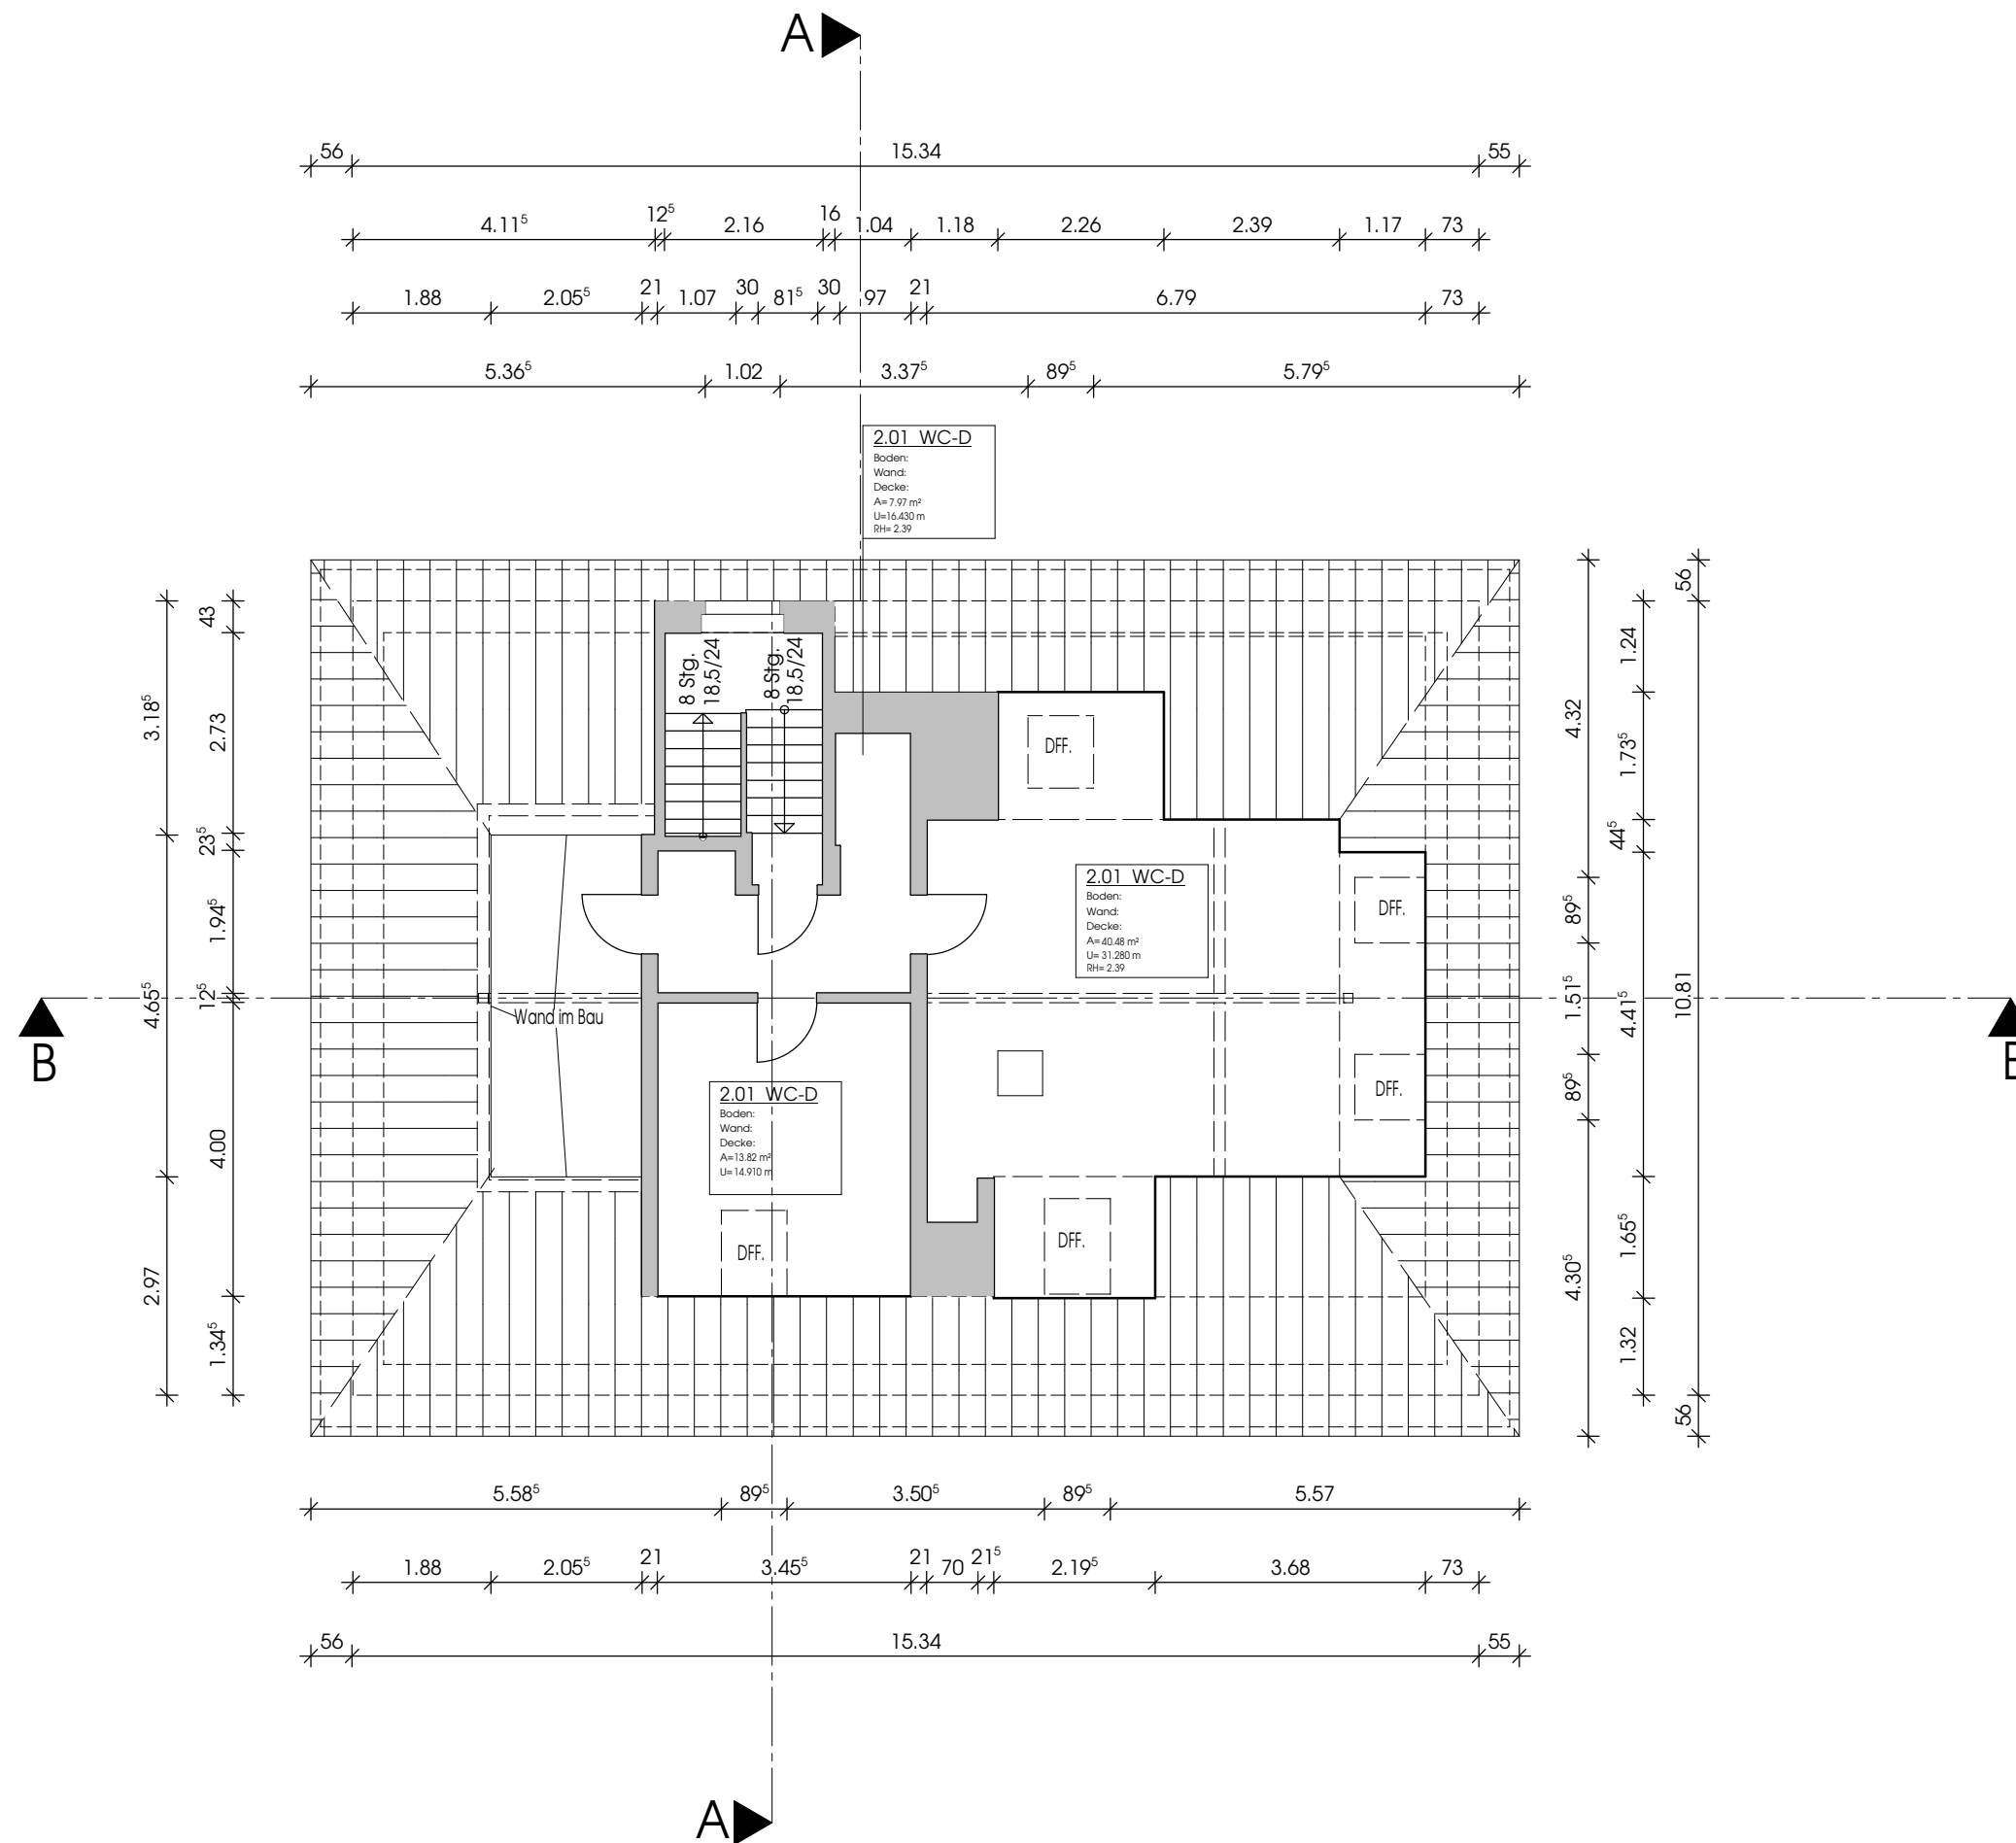 A
56 15.34 55
4.11⁵ 12⁵ 2.16 16 1.04 1.18 2.26 2.39 1.17 73
1.88 2.05⁵ 21 1.07 30 81⁵ 30 97 21 6.79 73
5.36⁵ 1.02 3.37⁵ 89⁵ 5.79⁵
2.01 WC-D
Boden:
Wand:
Decke:
A= 7.97 m²
U=16.430 m
RH= 2.39
3.18⁵
4.65⁵
2.97
43
2.73
23⁵
1.94⁵
12⁵
4.00
1.34⁵
8 Stg.
18,5/24
8 Stg.
18,5/24
DFF.
2.01 WC-D
Boden:
Wand:
Decke:
A=40.48 m²
U= 31.280 m
RH= 2.39
DFF.
Wand im Bau
B
B
DFF.
2.01 WC-D
Boden:
Wand:
Decke:
A=13.82 m²
U=14.910 m
DFF.
DFF.
4.32
89⁵
1.51⁵
89⁵
4.30⁵
1.24
1.73⁵
44⁵
4.41⁵
1.65⁵
1.32
56
10.81
56
5.58⁵ 89⁵ 3.50⁵ 89⁵ 5.57
1.88 2.05⁵ 21 3.45⁵ 21 70 21⁵ 2.19⁵ 3.68 73
56 15.34 55
A